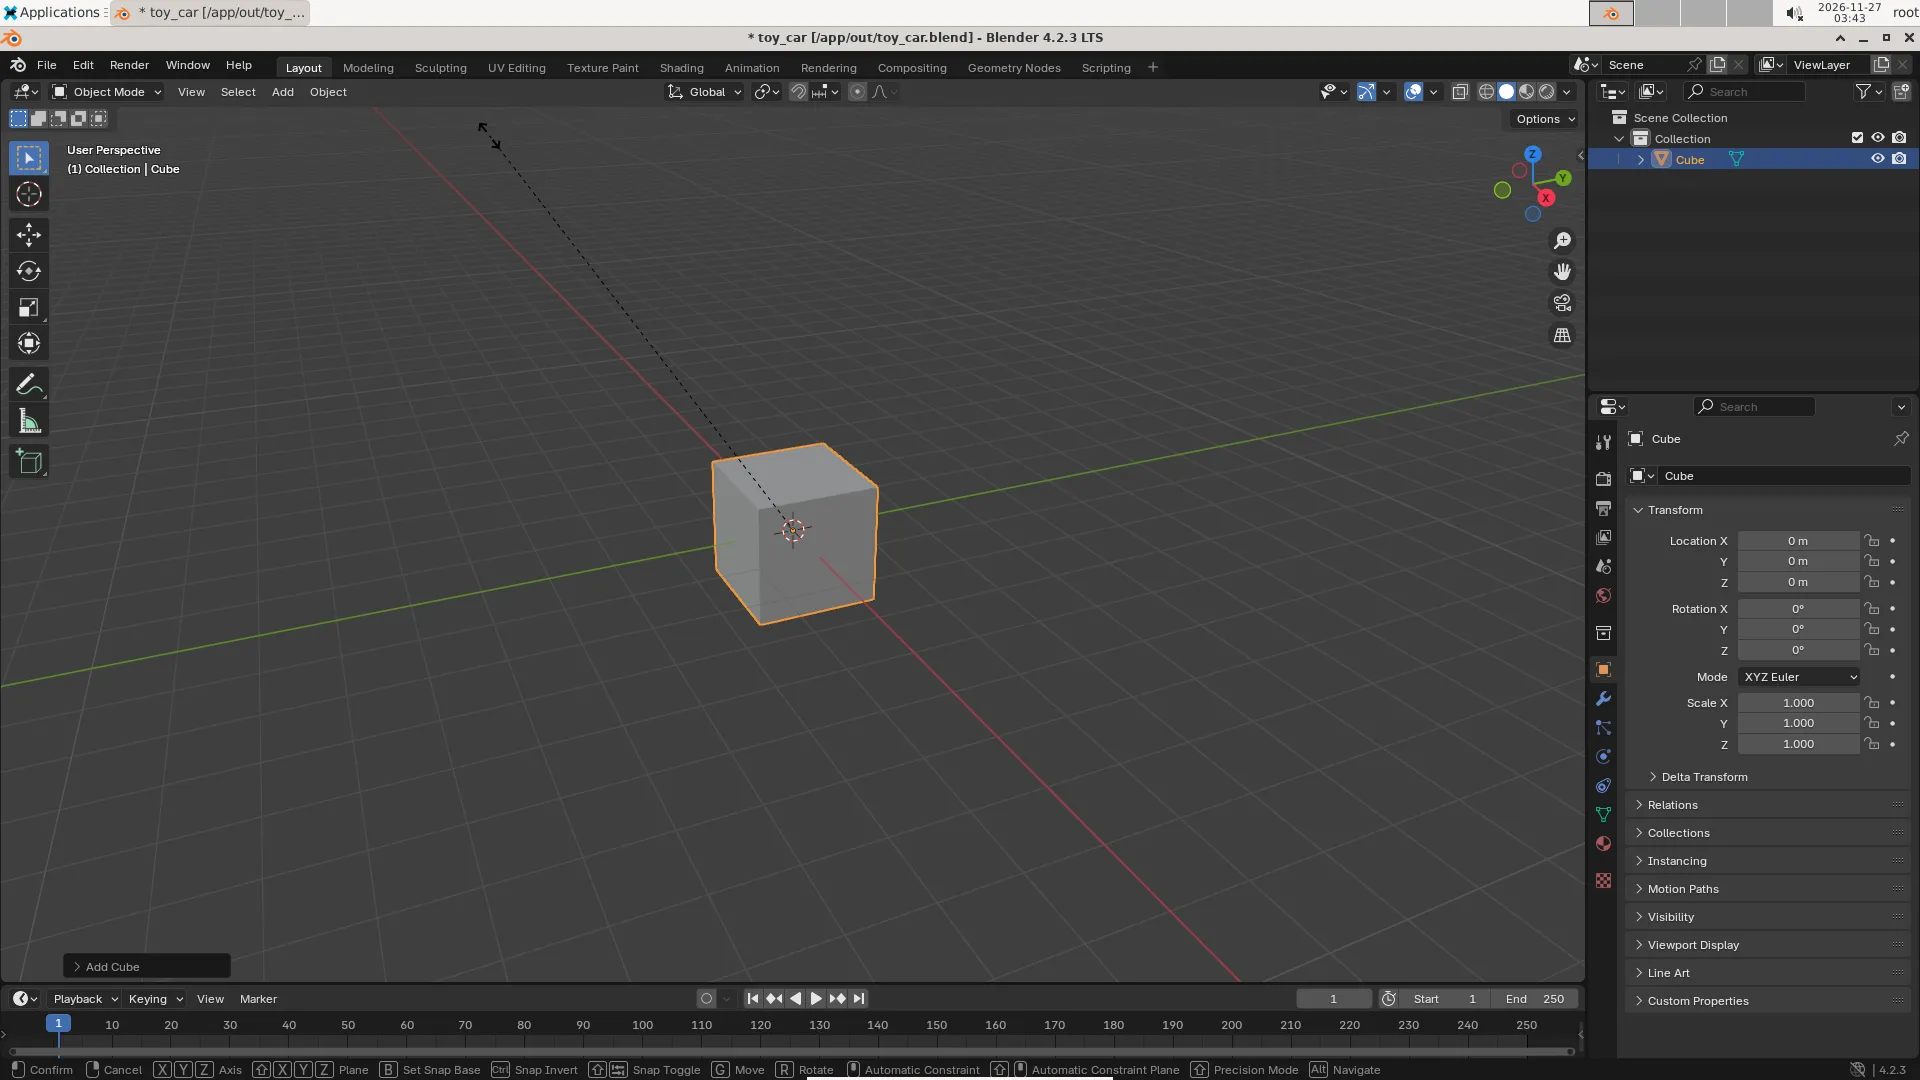 Applications
* toy_car [/app/out/toy_...
2026-11-27
03:43
root
* toy_car [/app/out/toy_car.blend] - Blender 4.2.3 LTS
File Edit Render Window Help
Layout Modeling Sculpting UV Editing Texture Paint Shading Animation Rendering Compositing Geometry Nodes Scripting +
Scene
ViewLayer
Object Mode View Select Add Object
Global
Search
Options
User Perspective
(1) Collection | Cube
Z
Y
X
Scene Collection
Collection
Cube
Search
Cube
Cube
Transform
Location X 0 m
Y 0 m
Z 0 m
Rotation X 0°
Y 0°
Z 0°
Mode XYZ Euler
Scale X 1.000
Y 1.000
Z 1.000
Delta Transform
Relations
Collections
Instancing
Motion Paths
Visibility
Viewport Display
Line Art
Custom Properties
Add Cube
Playback Keying View Marker
1
Start 1
End 250
1 10 20 30 40 50 60 70 80 90 100 110 120 130 140 150 160 170 180 190 200 210 220 230 240 250
Confirm Cancel X Y Z Axis X Y Z Plane B Set Snap Base Ctrl Snap Invert Snap Toggle G Move R Rotate Automatic Constraint Automatic Constraint Plane Precision Mode Alt Navigate
4.2.3